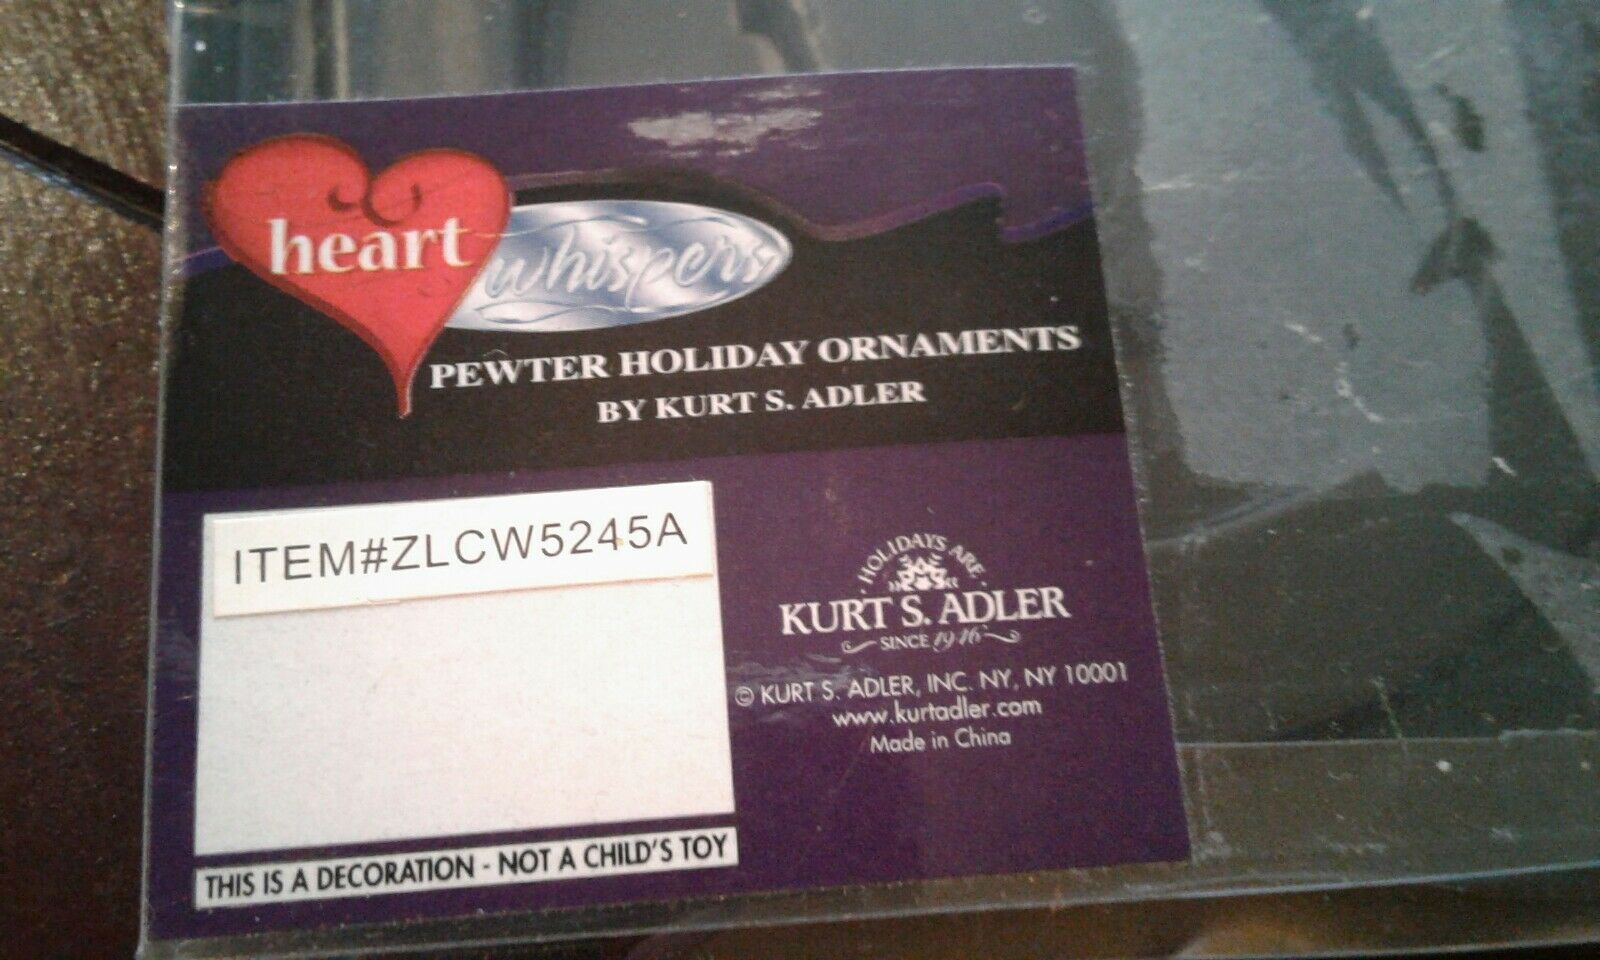 heart whispers
PEWTER HOLIDAY ORNAMENTS
BY KURT S. ADLER
ITEM#ZLCW5245A
THIS IS A DECORATION - NOT A CHILD'S TOY
HOLIDAYS ARE
KURT S. ADLER
SINCE 1946
© KURT S. ADLER, INC. NY, NY 10001
www.kurtadler.com
Made in China